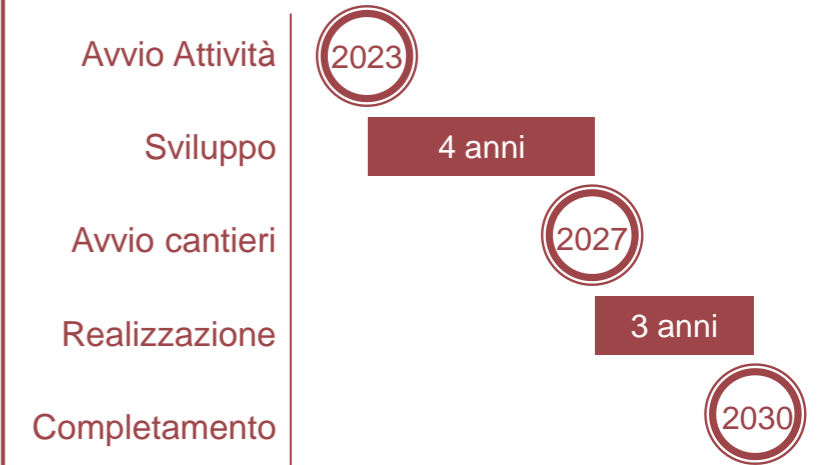 Avvio Attività
2023
Sviluppo
4 anni
Avvio cantieri
2027
Realizzazione
3 anni
Completamento
2030